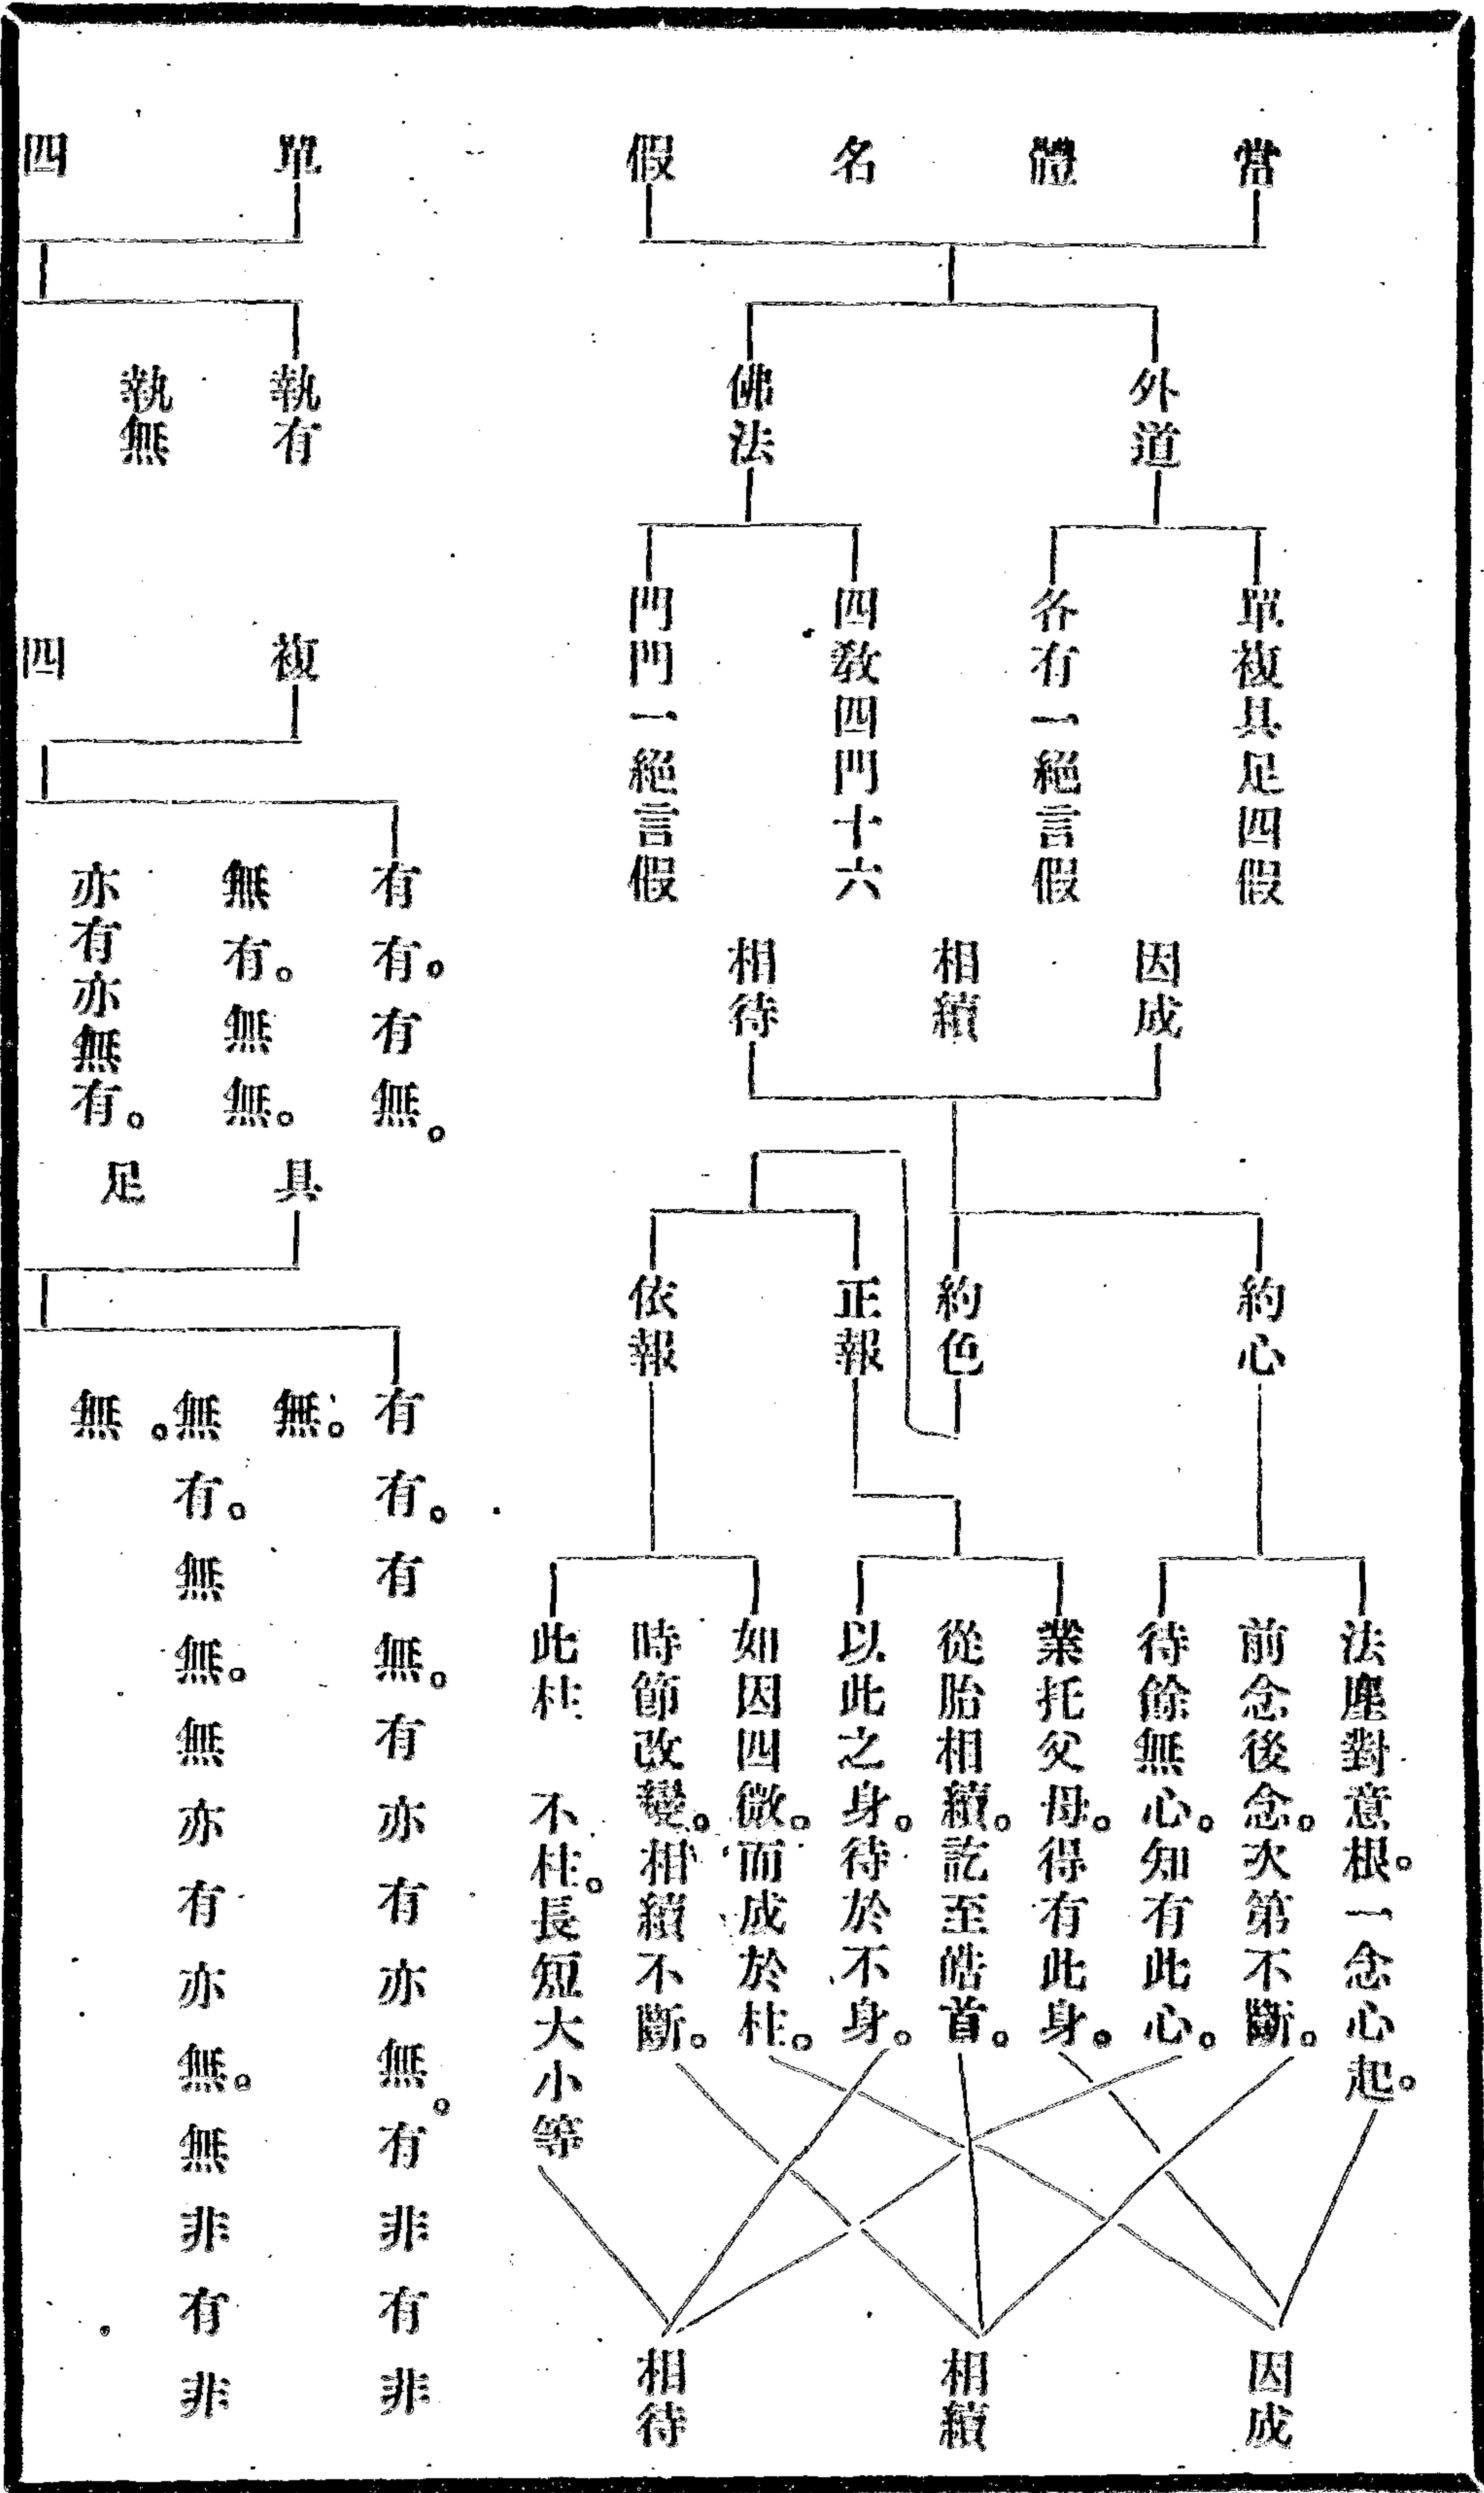 當體名假
外道
佛法
單複具足四假
各有一絕言假
四教四門十六
門門一絕言假
因成
相續
相待
約心
約色
正報
依報
法塵對意根。一念心起。
前念後念。次第不斷。
待餘無心。知有此心。
業托父母。得有此身。
從胎相續。訖至皓首。
以此之身。待於不身。
如因四微。而成於柱。
時節改變。相續不斷。
此柱 不柱。長短大小等
因成
相續
相待
單四
執有
執無
複四
有有。有無。
無有。無無。
亦有亦無有。
具足
有有。有無。有亦有亦無。有非有非
無。
無有。無無。無亦有亦無。無非有非
無。